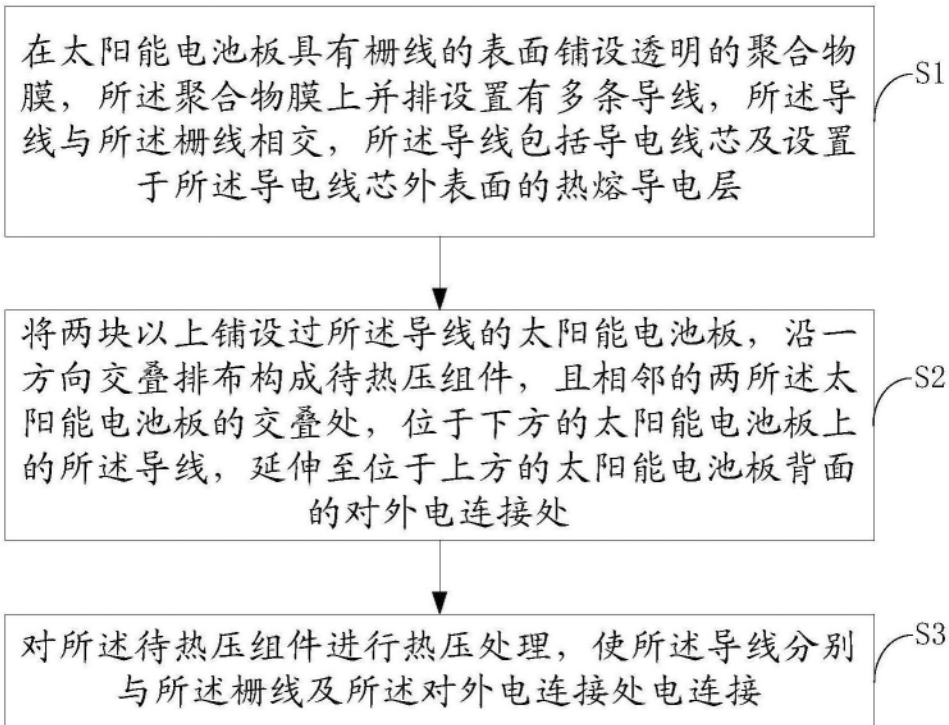 在太阳能电池板具有栅线的表面铺设透明的聚合物
膜，所述聚合物膜上并排设置有多条导线，所述导
线与所述栅线相交，所述导线包括导电线芯及设置
于所述导电线芯外表面的热熔导电层
S1
将两块以上铺设过所述导线的太阳能电池板，沿一
方向交叠排布构成待热压组件，且相邻的两所述太
阳能电池板的交叠处，位于下方的太阳能电池板上
的所述导线，延伸至位于上方的太阳能电池板背面
的对外电连接处
S2
对所述待热压组件进行热压处理，使所述导线分别
与所述栅线及所述对外电连接处电连接
S3